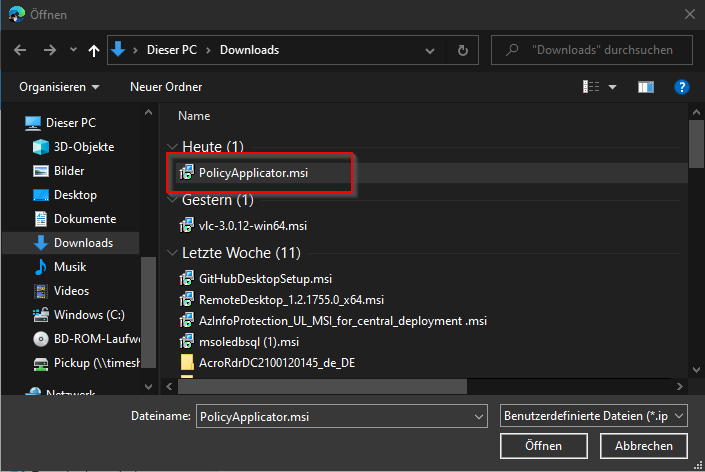 Öffnen
Dieser PC > Downloads
"Downloads" durchsuchen
Organisieren
Neuer Ordner
?
Dieser PC
3D-Objekte
Bilder
Desktop
Dokumente
Downloads
Musik
Videos
Windows (C:)
BD-ROM-Laufw
Pickup (\\timesh
Netzwerk
Name
Heute (1)
PolicyApplicator.msi
Gestern (1)
vlc-3.0.12-win64.msi
Letzte Woche (11)
GitHubDesktopSetup.msi
RemoteDesktop_1.2.1755.0_x64.msi
AzInfoProtection_UL_MSI_for_central_deployment .msi
msoledbsql (1).msi
AcroRdrDC2100120145_de_DE
Dateiname:
PolicyApplicator.msi
Benutzerdefinierte Dateien (*.ip
Öffnen
Abbrechen